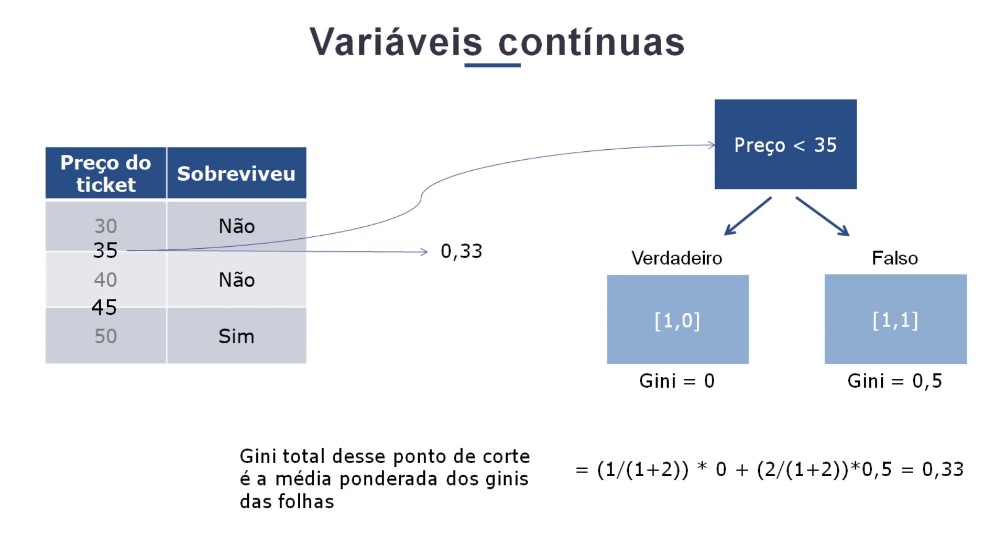 Variáveis contínuas
Preço do
ticket
Sobreviveu
30
Não
35
0,33
40
Não
45
50
Sim
Preço < 35
Verdadeiro
Falso
[1,0]
[1,1]
Gini = 0
Gini = 0,5
Gini total desse ponto de corte
é a média ponderada dos ginis
das folhas
= (1/(1+2)) * 0 + (2/(1+2))*0,5 = 0,33